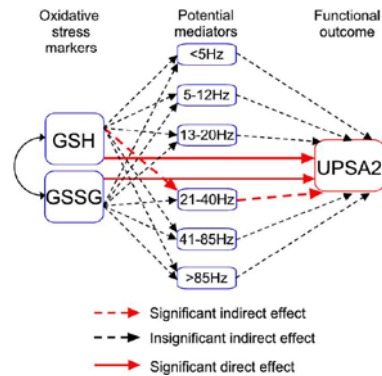 Oxidative Potential Functional
stress mediators outcome
markers
<5Hz
5-12Hz
13-20Hz
GSH
UPSA2
GSSG
21-40Hz
41-85Hz
>85Hz
Significant indirect effect
Insignificant indirect effect
Significant direct effect